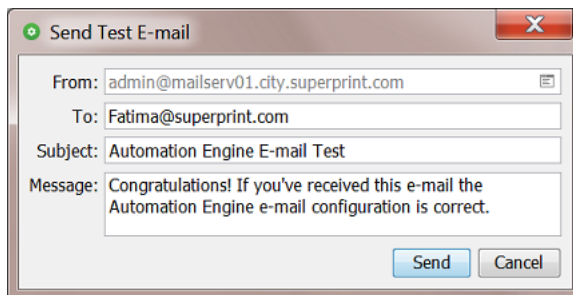 Send Test E-mail
From: admin@mailserv01.city.superprint.com
To: Fatima@superprint.com
Subject: Automation Engine E-mail Test
Message: Congratulations! If you've received this e-mail the
Automation Engine e-mail configuration is correct.
Send Cancel